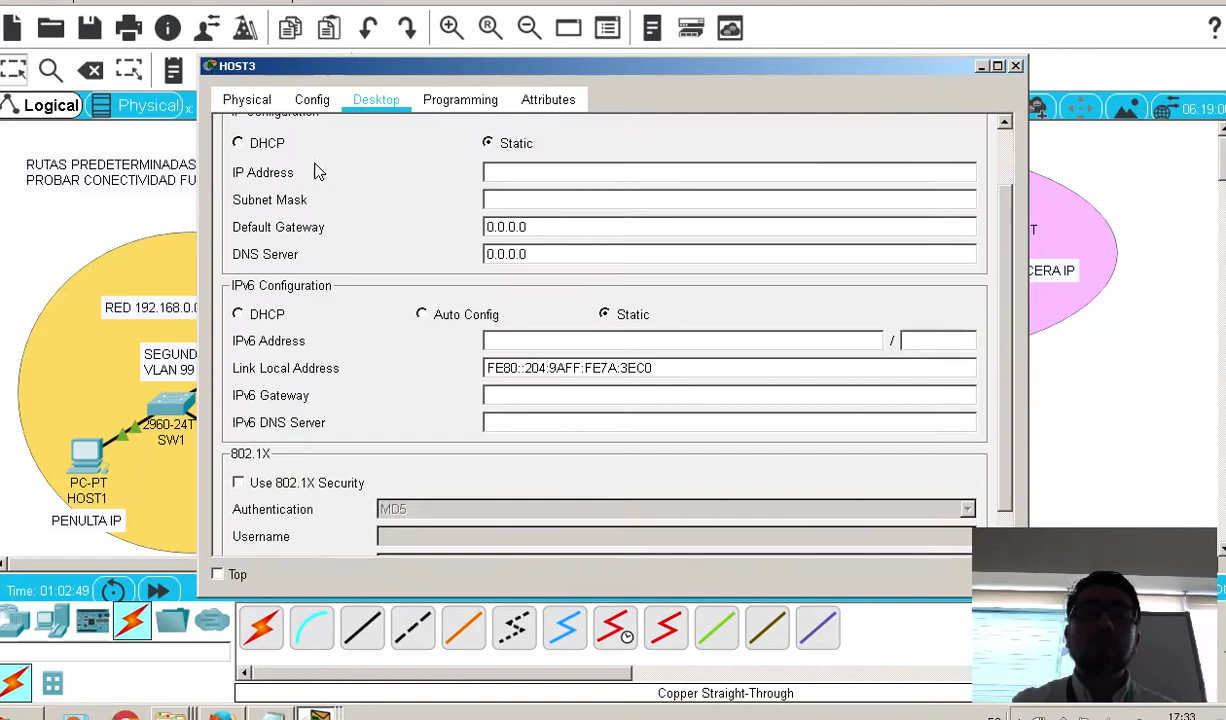 ?
Logical
Physical
x:
06:19:0
HOST3
Physical
Config
Desktop
Programming
Attributes
IP Configuration
DHCP
Static
IP Address
Subnet Mask
Default Gateway
0.0.0.0
DNS Server
0.0.0.0
IPv6 Configuration
DHCP
Auto Config
Static
IPv6 Address
/
Link Local Address
FE80::204:9AFF:FE7A:3EC0
IPv6 Gateway
IPv6 DNS Server
802.1X
Use 802.1X Security
Authentication
MD5
Username
Top
RUTAS PREDETERMINADAS
PROBAR CONECTIVIDAD FU
RED 192.168.0.
SEGUND
VLAN 99
2960-24T
SW1
PC-PT
HOST1
PENULTA IP
T
CERA IP
Time: 01:02:49
Copper Straight-Through
17:33